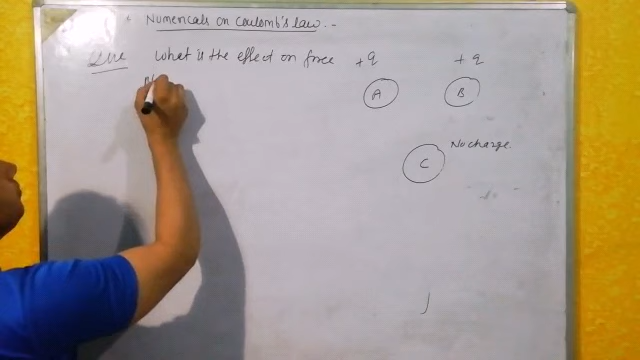 Numericals on Coulomb's law :-
Que What is the effect on force
+q +q
A B
No charge.
C